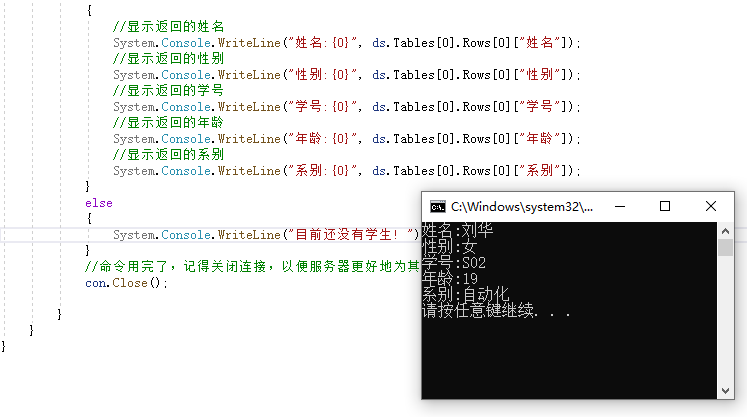 {
//显示返回的姓名
System.Console.WriteLine("姓名:{0}", ds.Tables[0].Rows[0]["姓名"]);
//显示返回的性别
System.Console.WriteLine("性别:{0}", ds.Tables[0].Rows[0]["性别"]);
//显示返回的学号
System.Console.WriteLine("学号:{0}", ds.Tables[0].Rows[0]["学号"]);
//显示返回的年龄
System.Console.WriteLine("年龄:{0}", ds.Tables[0].Rows[0]["年龄"]);
//显示返回的系别
System.Console.WriteLine("系别:{0}", ds.Tables[0].Rows[0]["系别"]);
}
else
{
System.Console.WriteLine("目前还没有学生! ")
}
//命令用完了，记得关闭连接，以便服务器更好地为其
con.Close();
}
}
}
C:\Windows\system32\...
姓名:刘华
性别:女
学号:S02
年龄:19
系别:自动化
请按任意键继续. . .